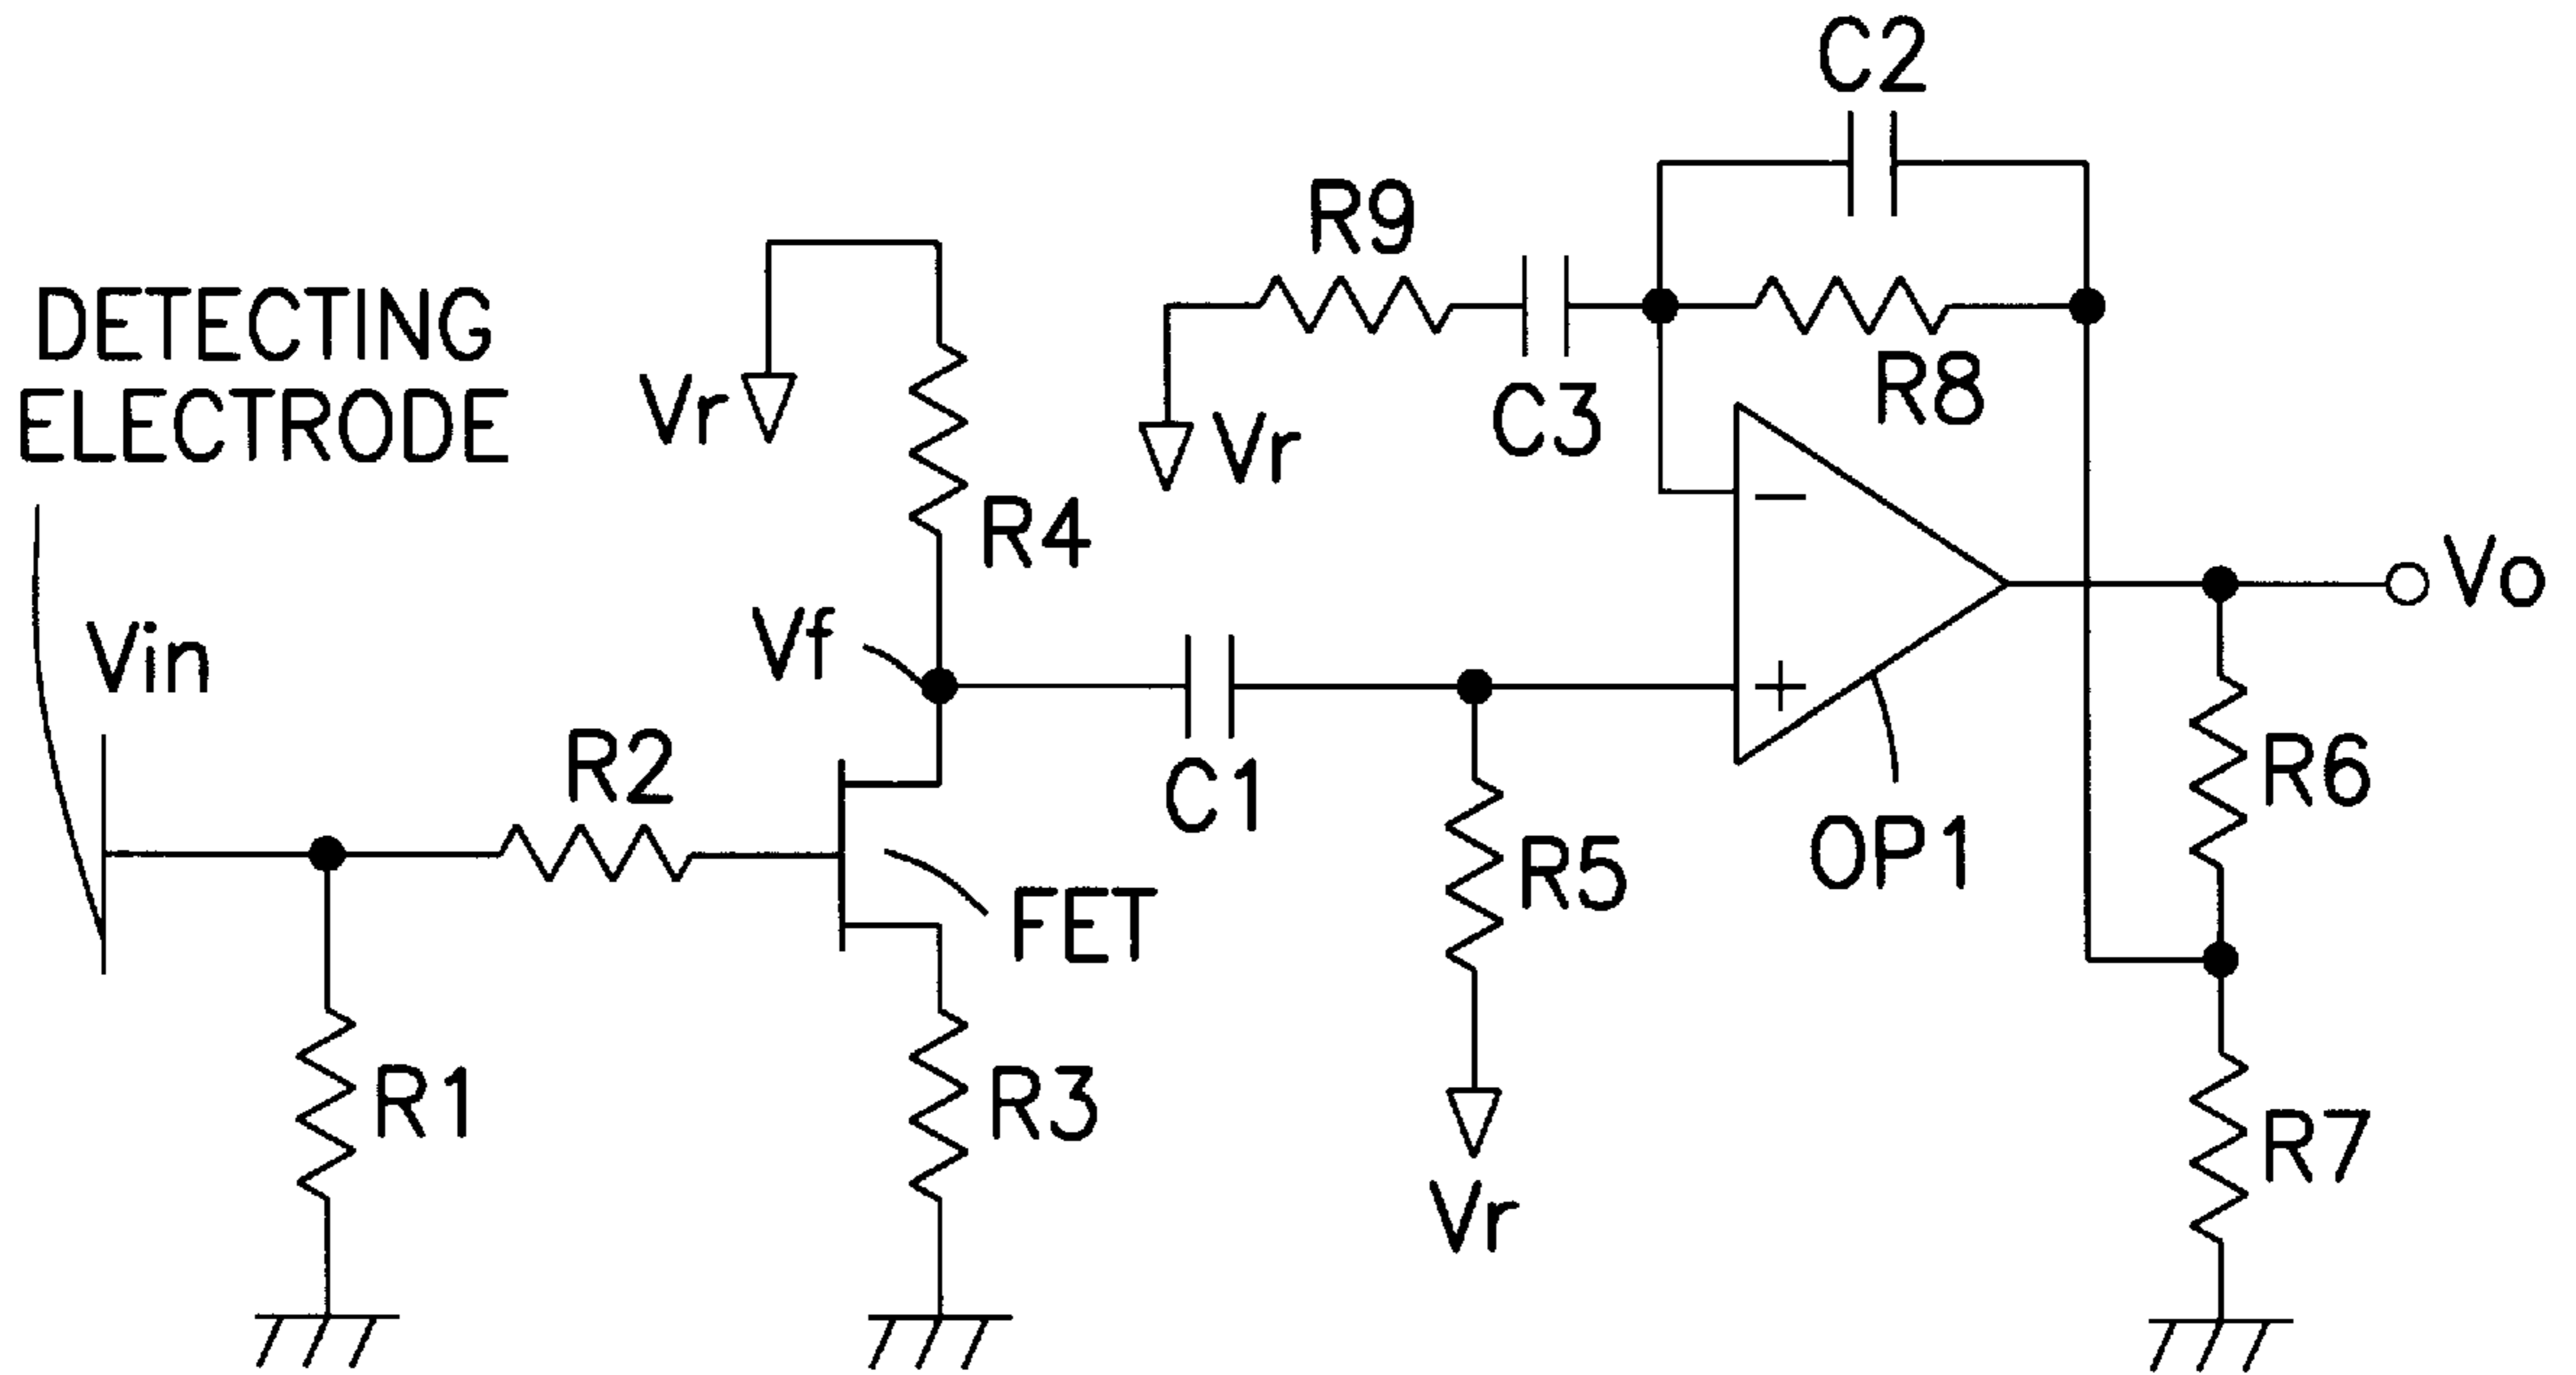 C2
R9
DETECTING
ELECTRODE
Vr
Vr
C3
R8
R4
−
Vo
Vf
Vin
R2
+
C1
R6
R5
OP1
FET
R1
R3
R7
Vr